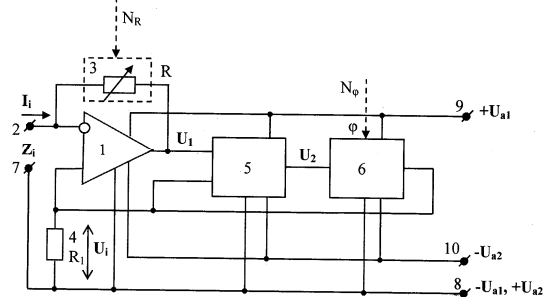 N_R
3
R
I_i
N_φ
2
9
+U_a1
φ
1
U_1
Z_i
7
5
U_2
6
4
R_1
U_i
10
-U_a2
8
-U_a1, +U_a2